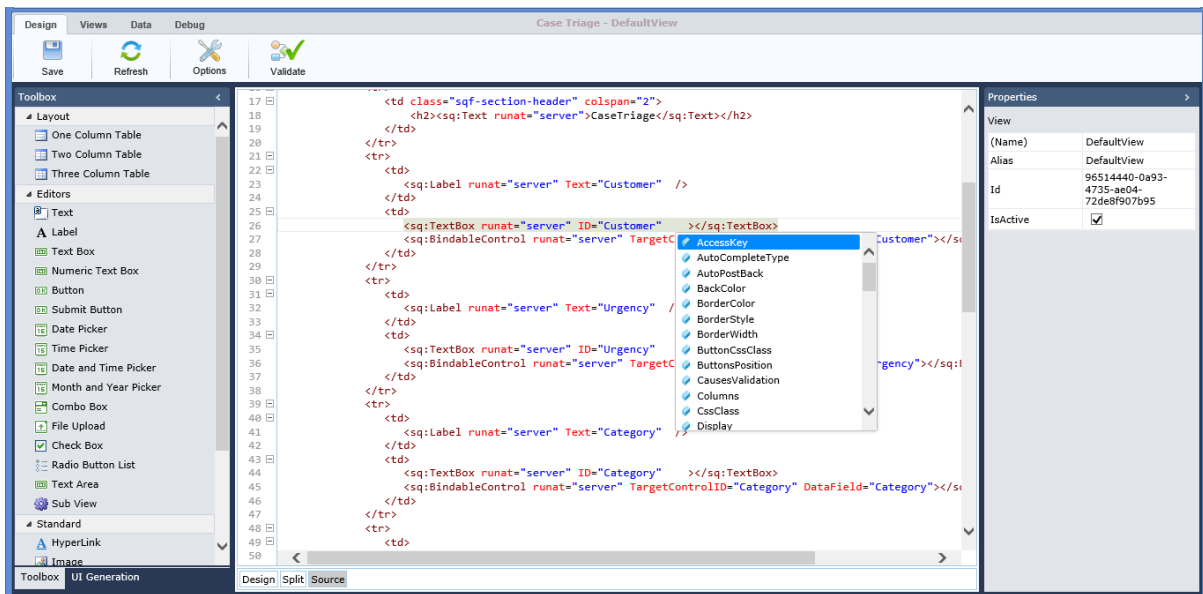 Design Views Data Debug
Case Triage - DefaultView
Save Refresh Options Validate
Toolbox <
Layout
One Column Table
Two Column Table
Three Column Table
Editors
Text
Label
Text Box
Numeric Text Box
Button
Submit Button
Date Picker
Time Picker
Date and Time Picker
Month and Year Picker
Combo Box
File Upload
Check Box
Radio Button List
Text Area
Sub View
Standard
HyperLink
Image
Toolbox UI Generation
17 <td class="sqf-section-header" colspan="2">
18 <h2><sq:Text runat="server">CaseTriage</sq:Text></h2>
19 </td>
20 </tr>
21 <tr>
22 <td>
23 <sq:Label runat="server" Text="Customer" />
24 </td>
25 <td>
26 <sq:TextBox runat="server" ID="Customer" ></sq:TextBox>
27 <sq:BindableControl runat="server" TargetC Customer"></s
28 </td>
29 </tr>
30 <tr>
31 <td>
32 <sq:Label runat="server" Text="Urgency" /
33 </td>
34 <td>
35 <sq:TextBox runat="server" ID="Urgency"
36 <sq:BindableControl runat="server" TargetC rgency"></sq:
37 </td>
38 </tr>
39 <tr>
40 <td>
41 <sq:Label runat="server" Text="Category" />
42 </td>
43 <td>
44 <sq:TextBox runat="server" ID="Category" ></sq:TextBox>
45 <sq:BindableControl runat="server" TargetControlID="Category" DataField="Category"></s
46 </td>
47 </tr>
48 <tr>
49 <td>
50
AccessKey
AutoCompleteType
AutoPostBack
BackColor
BorderColor
BorderStyle
BorderWidth
ButtonCssClass
ButtonsPosition
CausesValidation
Columns
CssClass
Display
Design Split Source
Properties >
View
(Name) DefaultView
Alias DefaultView
Id 96514440-0a93-
4735-ae04-
72de8f907b95
IsActive